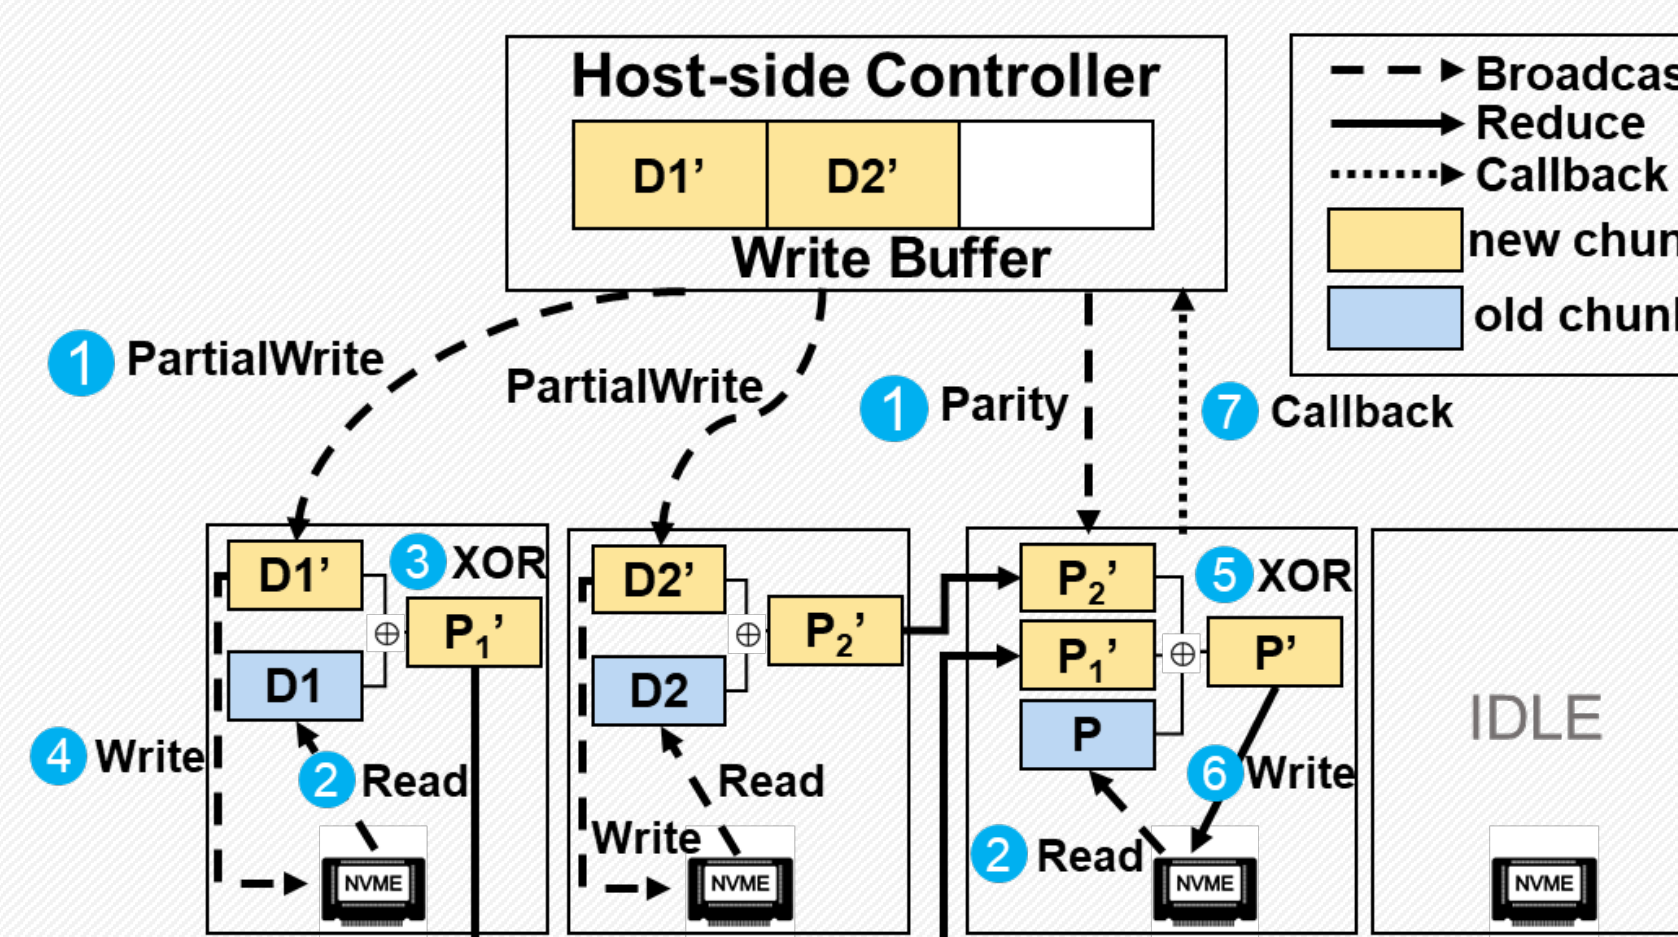 Host-side Controller
D1’ D2’
Write Buffer
Broadcas
Reduce
Callback
new chun
old chun
1 PartialWrite
PartialWrite
1 Parity
7 Callback
D1’
3 XOR
P₁’
D1
4 Write
2 Read
NVME
D2’
P₂’
D2
Read
Write
NVME
P₂’
5 XOR
P₁’
P’
P
6 Write
2 Read
NVME
IDLE
NVME